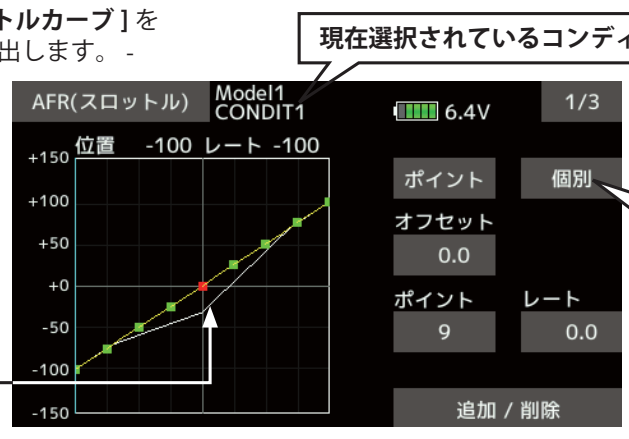 トルカーブ ] を
出します。 -
現在選択されているコンディ
AFR(スロットル) Model1 CONDIT1 6.4V 1/3
位置 -100 レート -100
+150
+100
+50
+0
-50
-100
-150
ポイント 個別
オフセット
0.0
ポイント レート
9 0.0
追加 / 削除